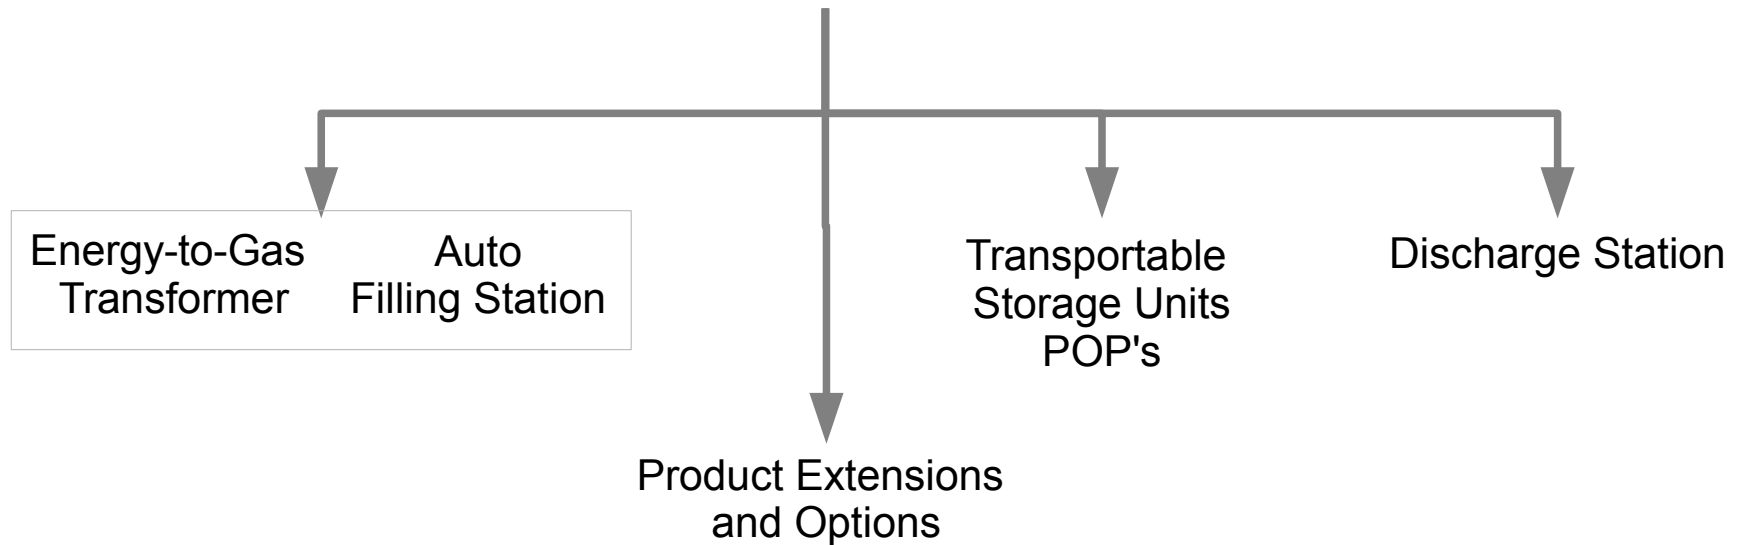 Energy-to-Gas
Transformer
Auto
Filling Station
Transportable
Storage Units
POP's
Discharge Station
Product Extensions
and Options